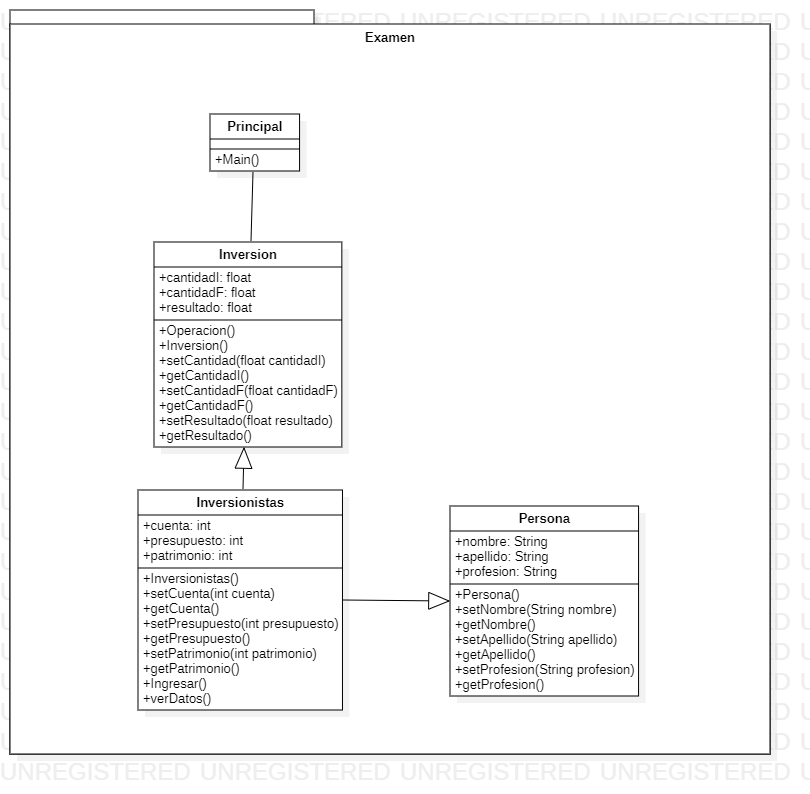 Examen
Principal
+Main()
Inversion
+cantidadI: float
+cantidadF: float
+resultado: float
+Operacion()
+Inversion()
+setCantidad(float cantidadI)
+getCantidadI()
+setCantidadF(float cantidadF)
+getCantidadF()
+setResultado(float resultado)
+getResultado()
Inversionistas
+cuenta: int
+presupuesto: int
+patrimonio: int
+Inversionistas()
+setCuenta(int cuenta)
+getCuenta()
+setPresupuesto(int presupuesto)
+getPresupuesto()
+setPatrimonio(int patrimonio)
+getPatrimonio()
+Ingresar()
+verDatos()
Persona
+nombre: String
+apellido: String
+profesion: String
+Persona()
+setNombre(String nombre)
+getNombre()
+setApellido(String apellido)
+getApellido()
+setProfesion(String profesion)
+getProfesion()
UNREGISTERED UNREGISTERED UNREGISTERED UNREGISTERED